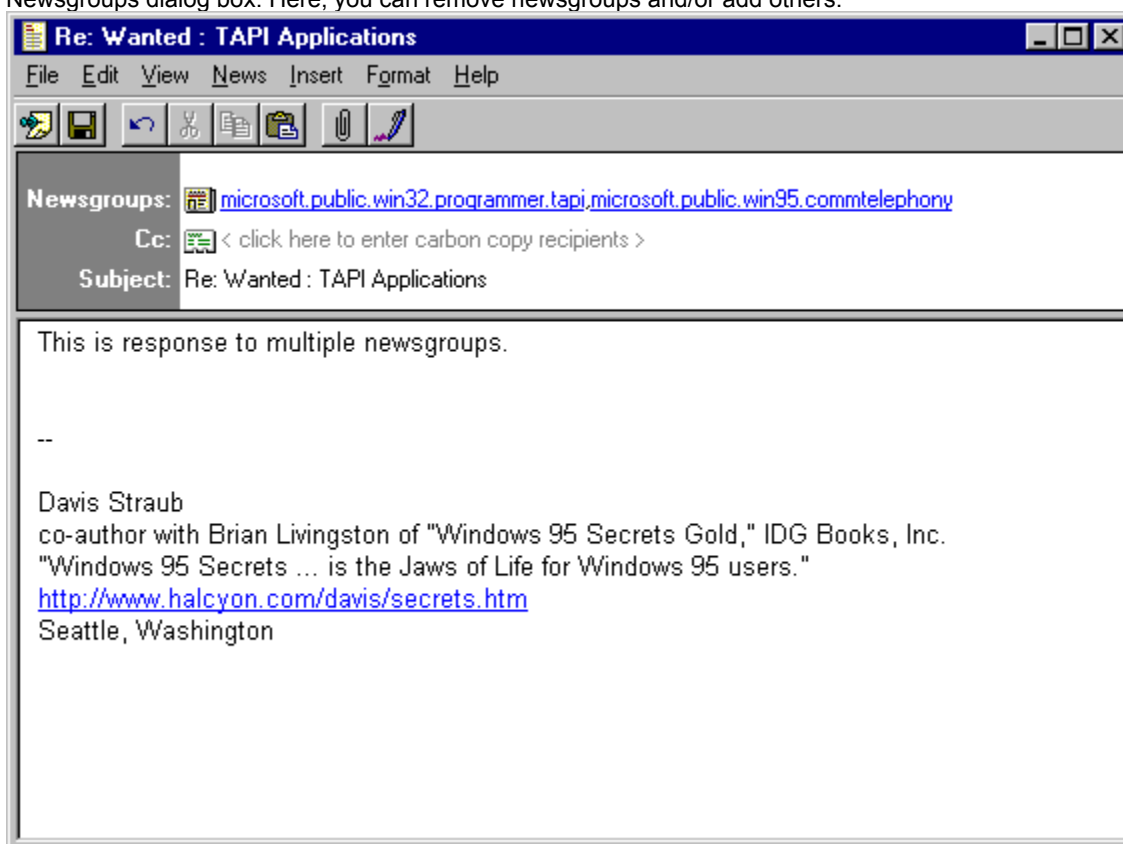 Newsgroups dialog box. Here, you can remove newsgroups and/or add others.
Re: Wanted : TAPI Applications
File Edit View News Insert Format Help
Newsgroups: microsoft.public.win32.programmer.tapi,microsoft.public.win95.commtelephony
Cc: < click here to enter carbon copy recipients >
Subject: Re: Wanted : TAPI Applications
This is response to multiple newsgroups.
--
Davis Straub
co-author with Brian Livingston of "Windows 95 Secrets Gold," IDG Books, Inc.
"Windows 95 Secrets ... is the Jaws of Life for Windows 95 users."
http://www.halcyon.com/davis/secrets.htm
Seattle, Washington